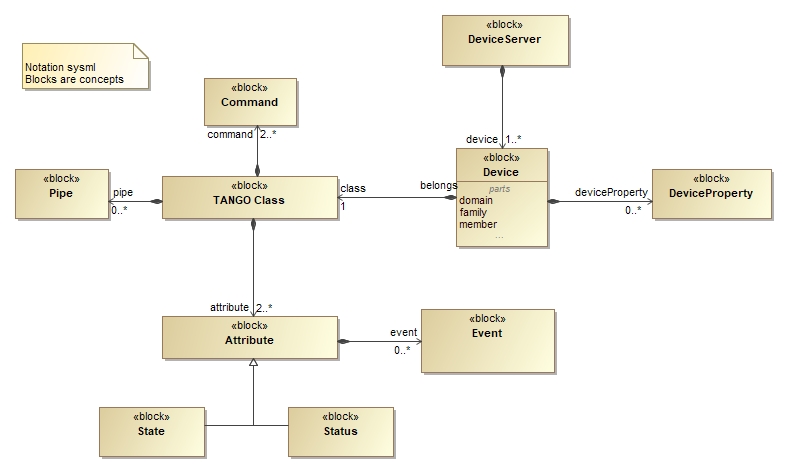 «block»
DeviceServer
Notation sysml
Blocks are concepts
«block»
Command
command 2..*
device 1..*
«block»
Device
parts
domain
family
member
...
«block»
Pipe
pipe
0..*
«block»
TANGO Class
class
1
belongs
deviceProperty
0..*
«block»
DeviceProperty
attribute 2..*
«block»
Attribute
event
0..*
«block»
Event
«block»
State
«block»
Status